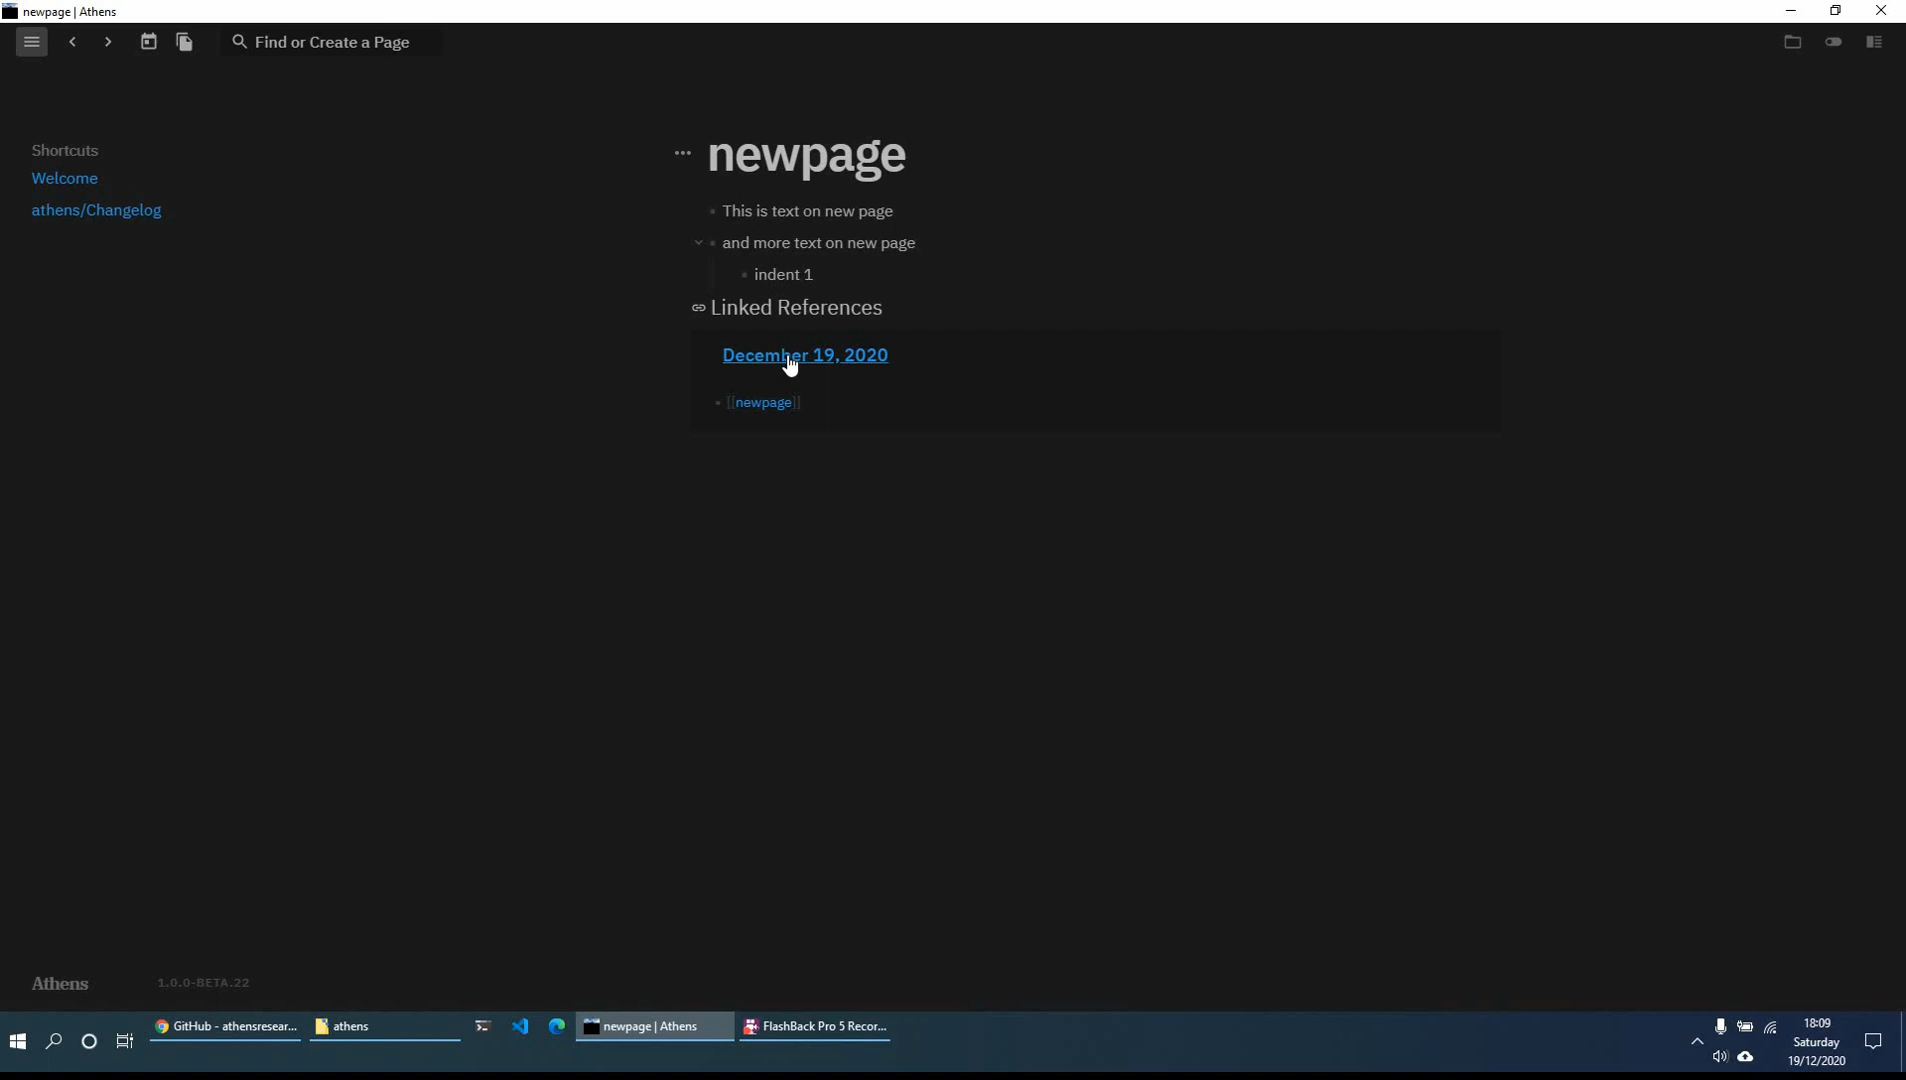 newpage | Athens
Find or Create a Page
Shortcuts
Welcome
athens/Changelog
newpage
This is text on new page
and more text on new page
indent 1
Linked References
December 19, 2020
[[newpage]]
Athens 1.0.0-BETA.22
GitHub - athensresear... athens newpage | Athens FlashBack Pro 5 Recor...
18:09
Saturday
19/12/2020